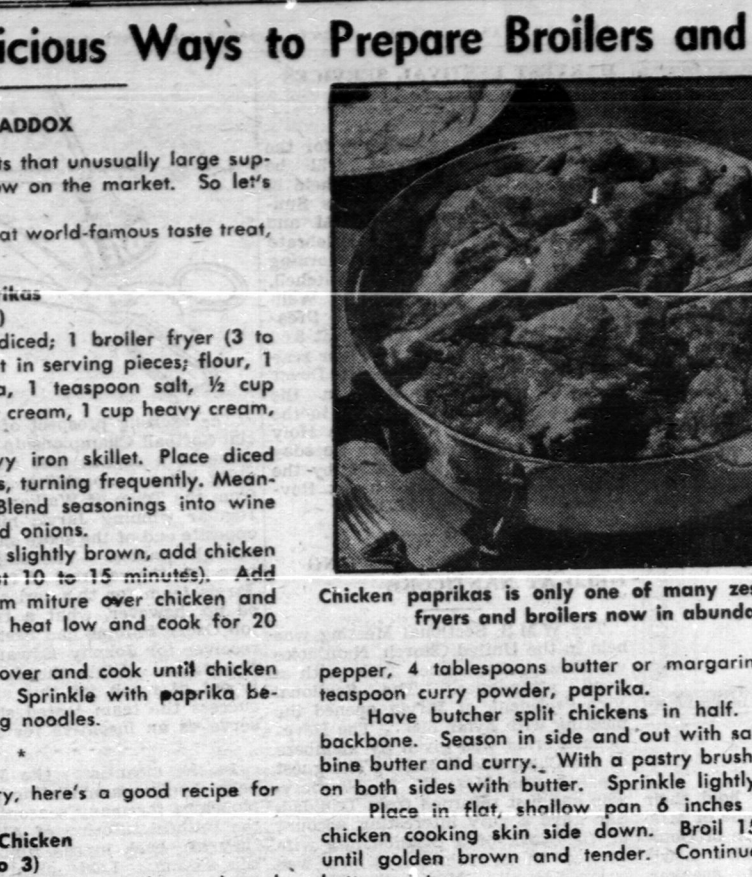 icious Ways to Prepare Broilers and
ADDOX
ts that unusually large sup-
ow on the market. So let's
at world-famous taste treat,
rikas
)
diced; 1 broiler fryer (3 to
t in serving pieces; flour, 1
a, 1 teaspoon salt, ½ cup
cream, 1 cup heavy cream,
vy iron skillet. Place diced
s, turning frequently. Mean-
Blend seasonings into wine
d onions.
slightly brown, add chicken
t 10 to 15 minutes). Add
m miture over chicken and
heat low and cook for 20
over and cook until chicken
Sprinkle with paprika be-
g noodles.
*
ry, here's a good recipe for
Chicken
o 3)
Chicken paprikas is only one of many zes
fryers and broilers now in abunda
pepper, 4 tablespoons butter or margarin
teaspoon curry powder, paprika.
Have butcher split chickens in half.
backbone. Season in side and out with sa
bine butter and curry. With a pastry brush
on both sides with butter. Sprinkle lightly
Place in flat, shallow pan 6 inches
chicken cooking skin side down. Broil 15
until golden brown and tender. Continu